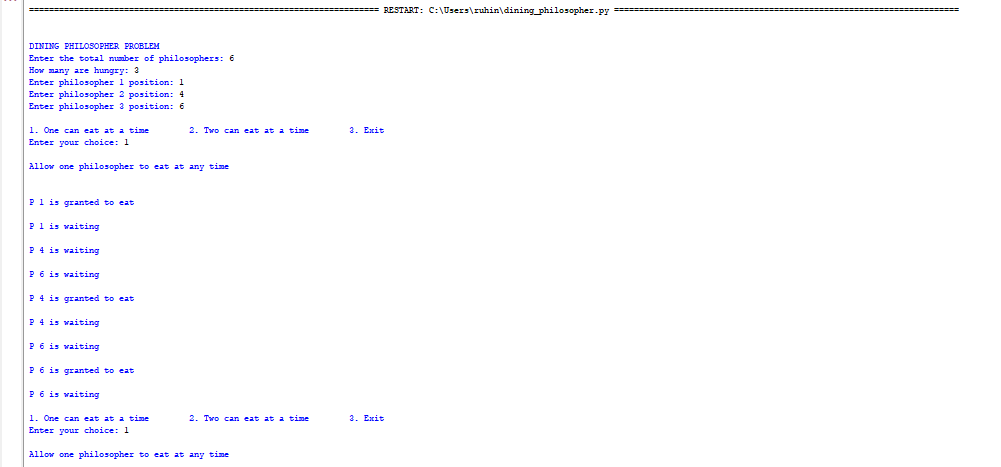 ====================================================================== RESTART: C:\Users\ruhin\dining_philosopher.py =====================================================================
DINING PHILOSOPHER PROBLEM
Enter the total number of philosophers: 6
How many are hungry: 3
Enter philosopher 1 position: 1
Enter philosopher 2 position: 4
Enter philosopher 3 position: 6
1. One can eat at a time 2. Two can eat at a time 3. Exit
Enter your choice: 1
Allow one philosopher to eat at any time
P 1 is granted to eat
P 1 is waiting
P 4 is waiting
P 6 is waiting
P 4 is granted to eat
P 4 is waiting
P 6 is waiting
P 6 is granted to eat
P 6 is waiting
1. One can eat at a time 2. Two can eat at a time 3. Exit
Enter your choice: 1
Allow one philosopher to eat at any time